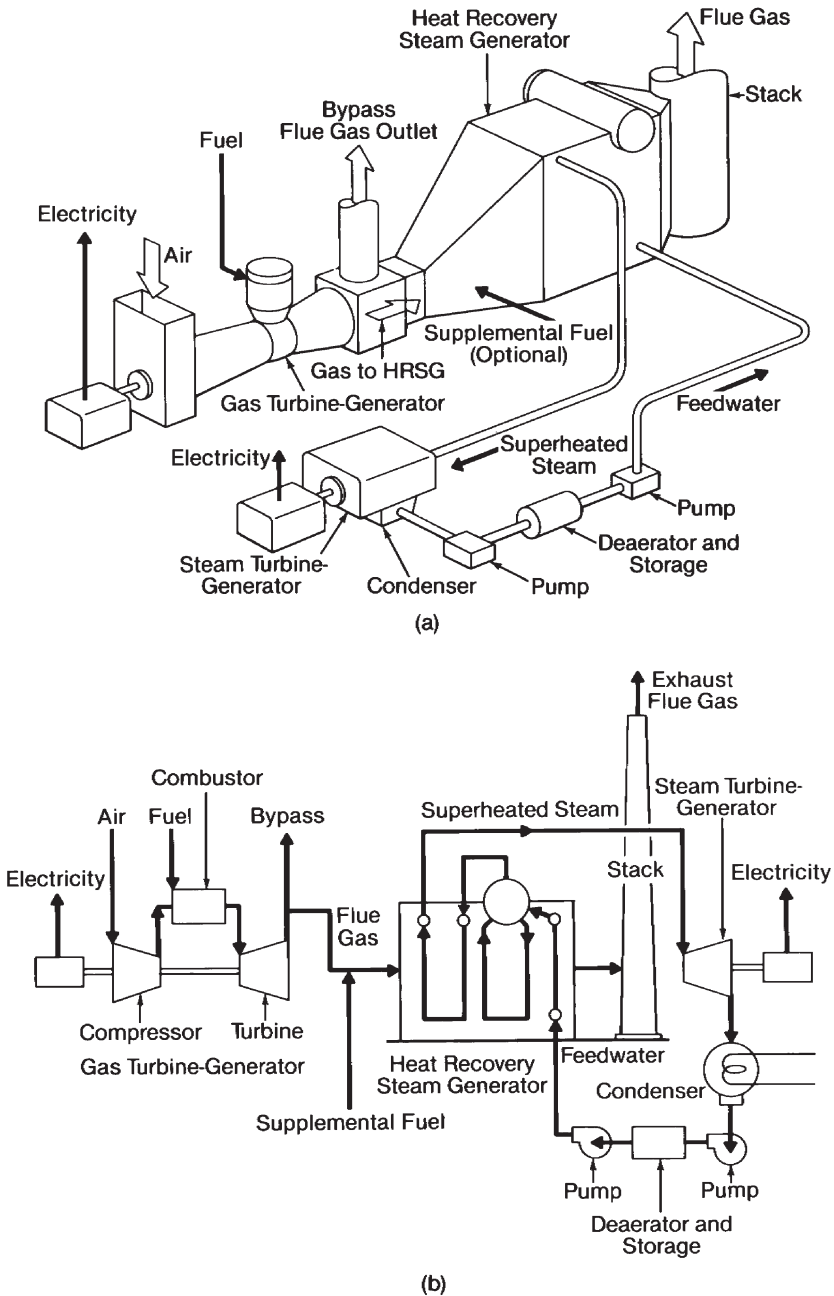 Heat Recovery
Steam Generator
Flue Gas
Stack
Bypass
Flue Gas Outlet
Fuel
Electricity
Air
Supplemental Fuel
(Optional)
Gas to HRSG
Gas Turbine-Generator
Feedwater
Electricity
Superheated
Steam
Pump
Steam Turbine-
Generator
Condenser
Pump
Deaerator and
Storage
(a)
Exhaust
Flue Gas
Combustor
Steam Turbine-
Generator
Air
Fuel
Bypass
Superheated Steam
Stack
Electricity
Electricity
Flue
Gas
Compressor
Turbine
Gas Turbine-Generator
Heat Recovery
Steam Generator
Feedwater
Condenser
Supplemental Fuel
Pump
Pump
Deaerator and
Storage
(b)